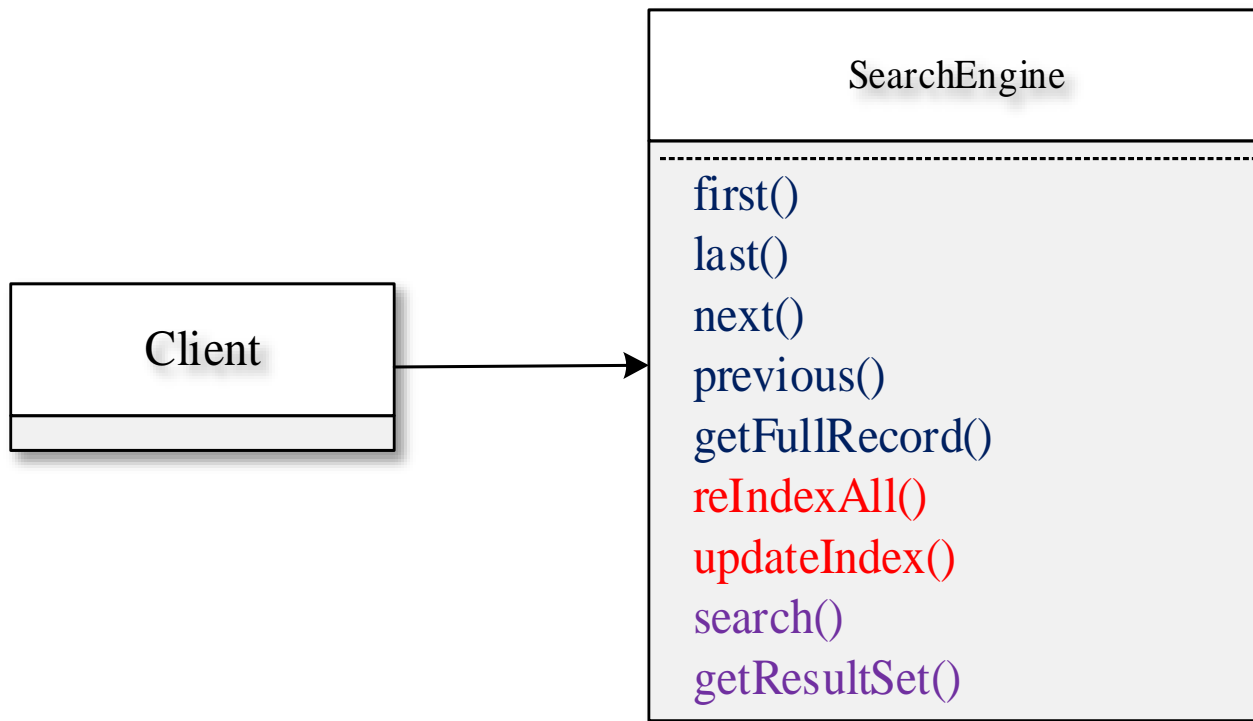 SearchEngine
first()
last()
next()
Client
previous()
getFullRecord()
reIndexAll()
updateIndex()
search()
getResultSet()